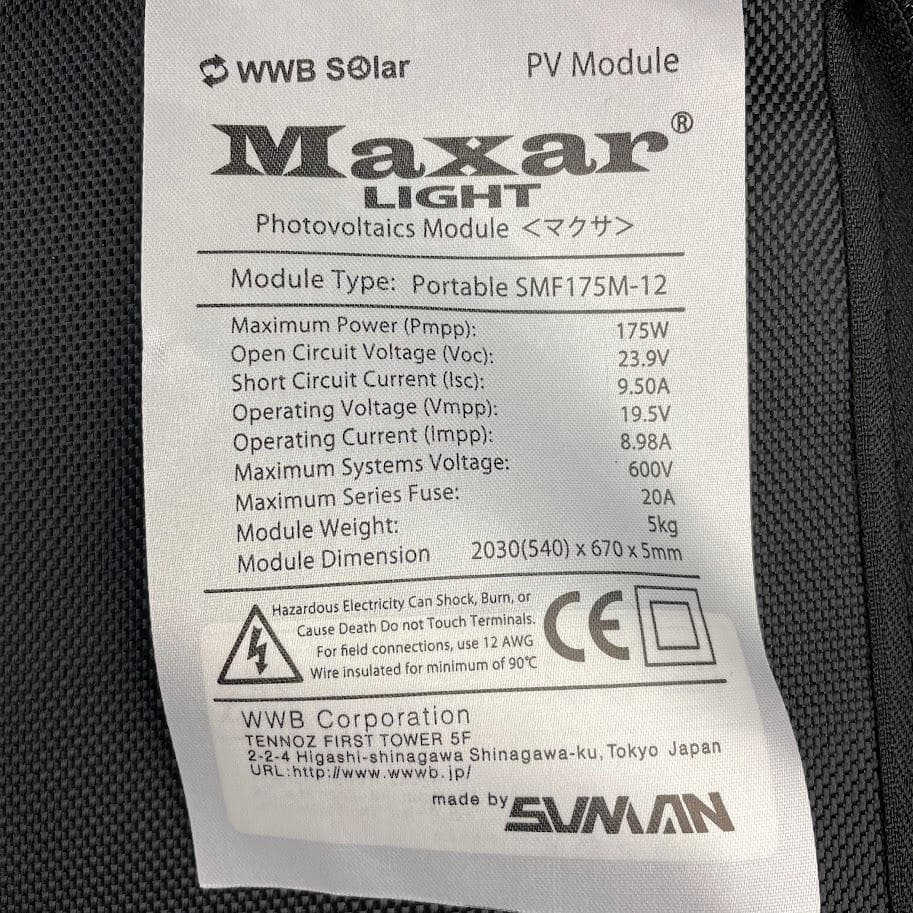 WWB Solar PV Module
Maxar®
LIGHT
Photovoltaics Module <マクサ>
Module Type: Portable SMF175M-12
Maximum Power (Pmpp): 175W
Open Circuit Voltage (Voc): 23.9V
Short Circuit Current (Isc): 9.50A
Operating Voltage (Vmpp): 19.5V
Operating Current (Impp): 8.98A
Maximum Systems Voltage: 600V
Maximum Series Fuse: 20A
Module Weight: 5kg
Module Dimension 2030(540) x 670 x 5mm
Hazardous Electricity Can Shock, Burn, or
Cause Death Do not Touch Terminals.
For field connections, use 12 AWG
Wire insulated for minimum of 90℃
CE
WWB Corporation
TENNOZ FIRST TOWER 5F
2-2-4 Higashi-shinagawa Shinagawa-ku, Tokyo Japan
URL:http://www.wwwb.jp/
made by SUMAN